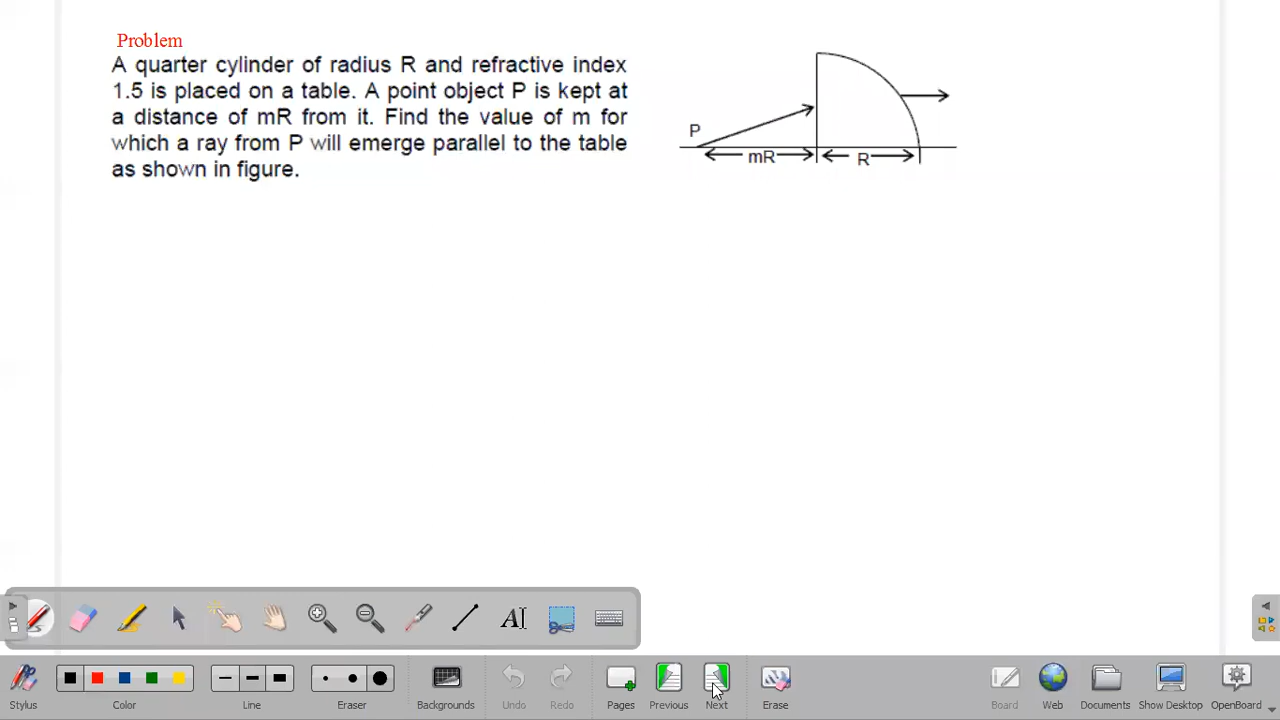 Problem
A quarter cylinder of radius R and refractive index
1.5 is placed on a table. A point object P is kept at
a distance of mR from it. Find the value of m for
which a ray from P will emerge parallel to the table
as shown in figure.
P
mR
R
AI
Stylus
Color
Line
Eraser
Backgrounds
Undo
Redo
Pages
Previous
Next
Erase
Board
Web
Documents
Show Desktop
OpenBoard